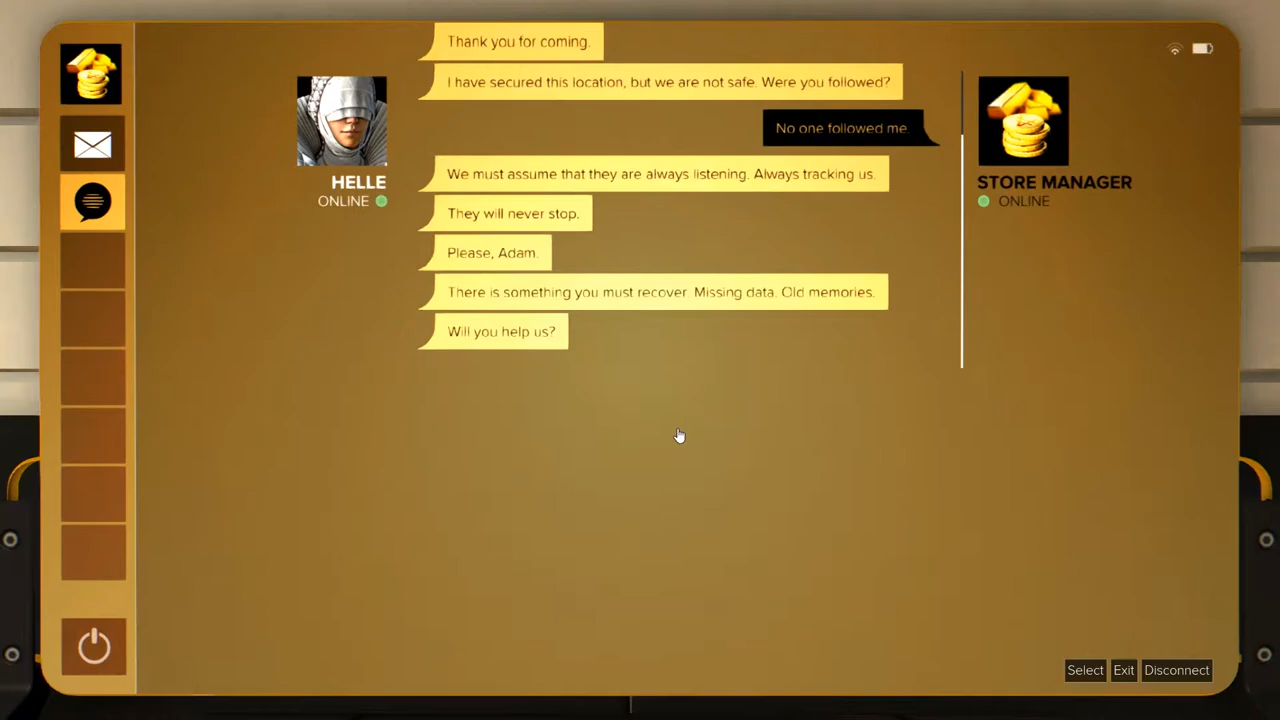 Thank you for coming.
I have secured this location, but we are not safe. Were you followed?
No one followed me.
We must assume that they are always listening. Always tracking us.
They will never stop.
Please, Adam.
There is something you must recover. Missing data. Old memories.
Will you help us?
HELLE
ONLINE
STORE MANAGER
ONLINE
Select Exit Disconnect